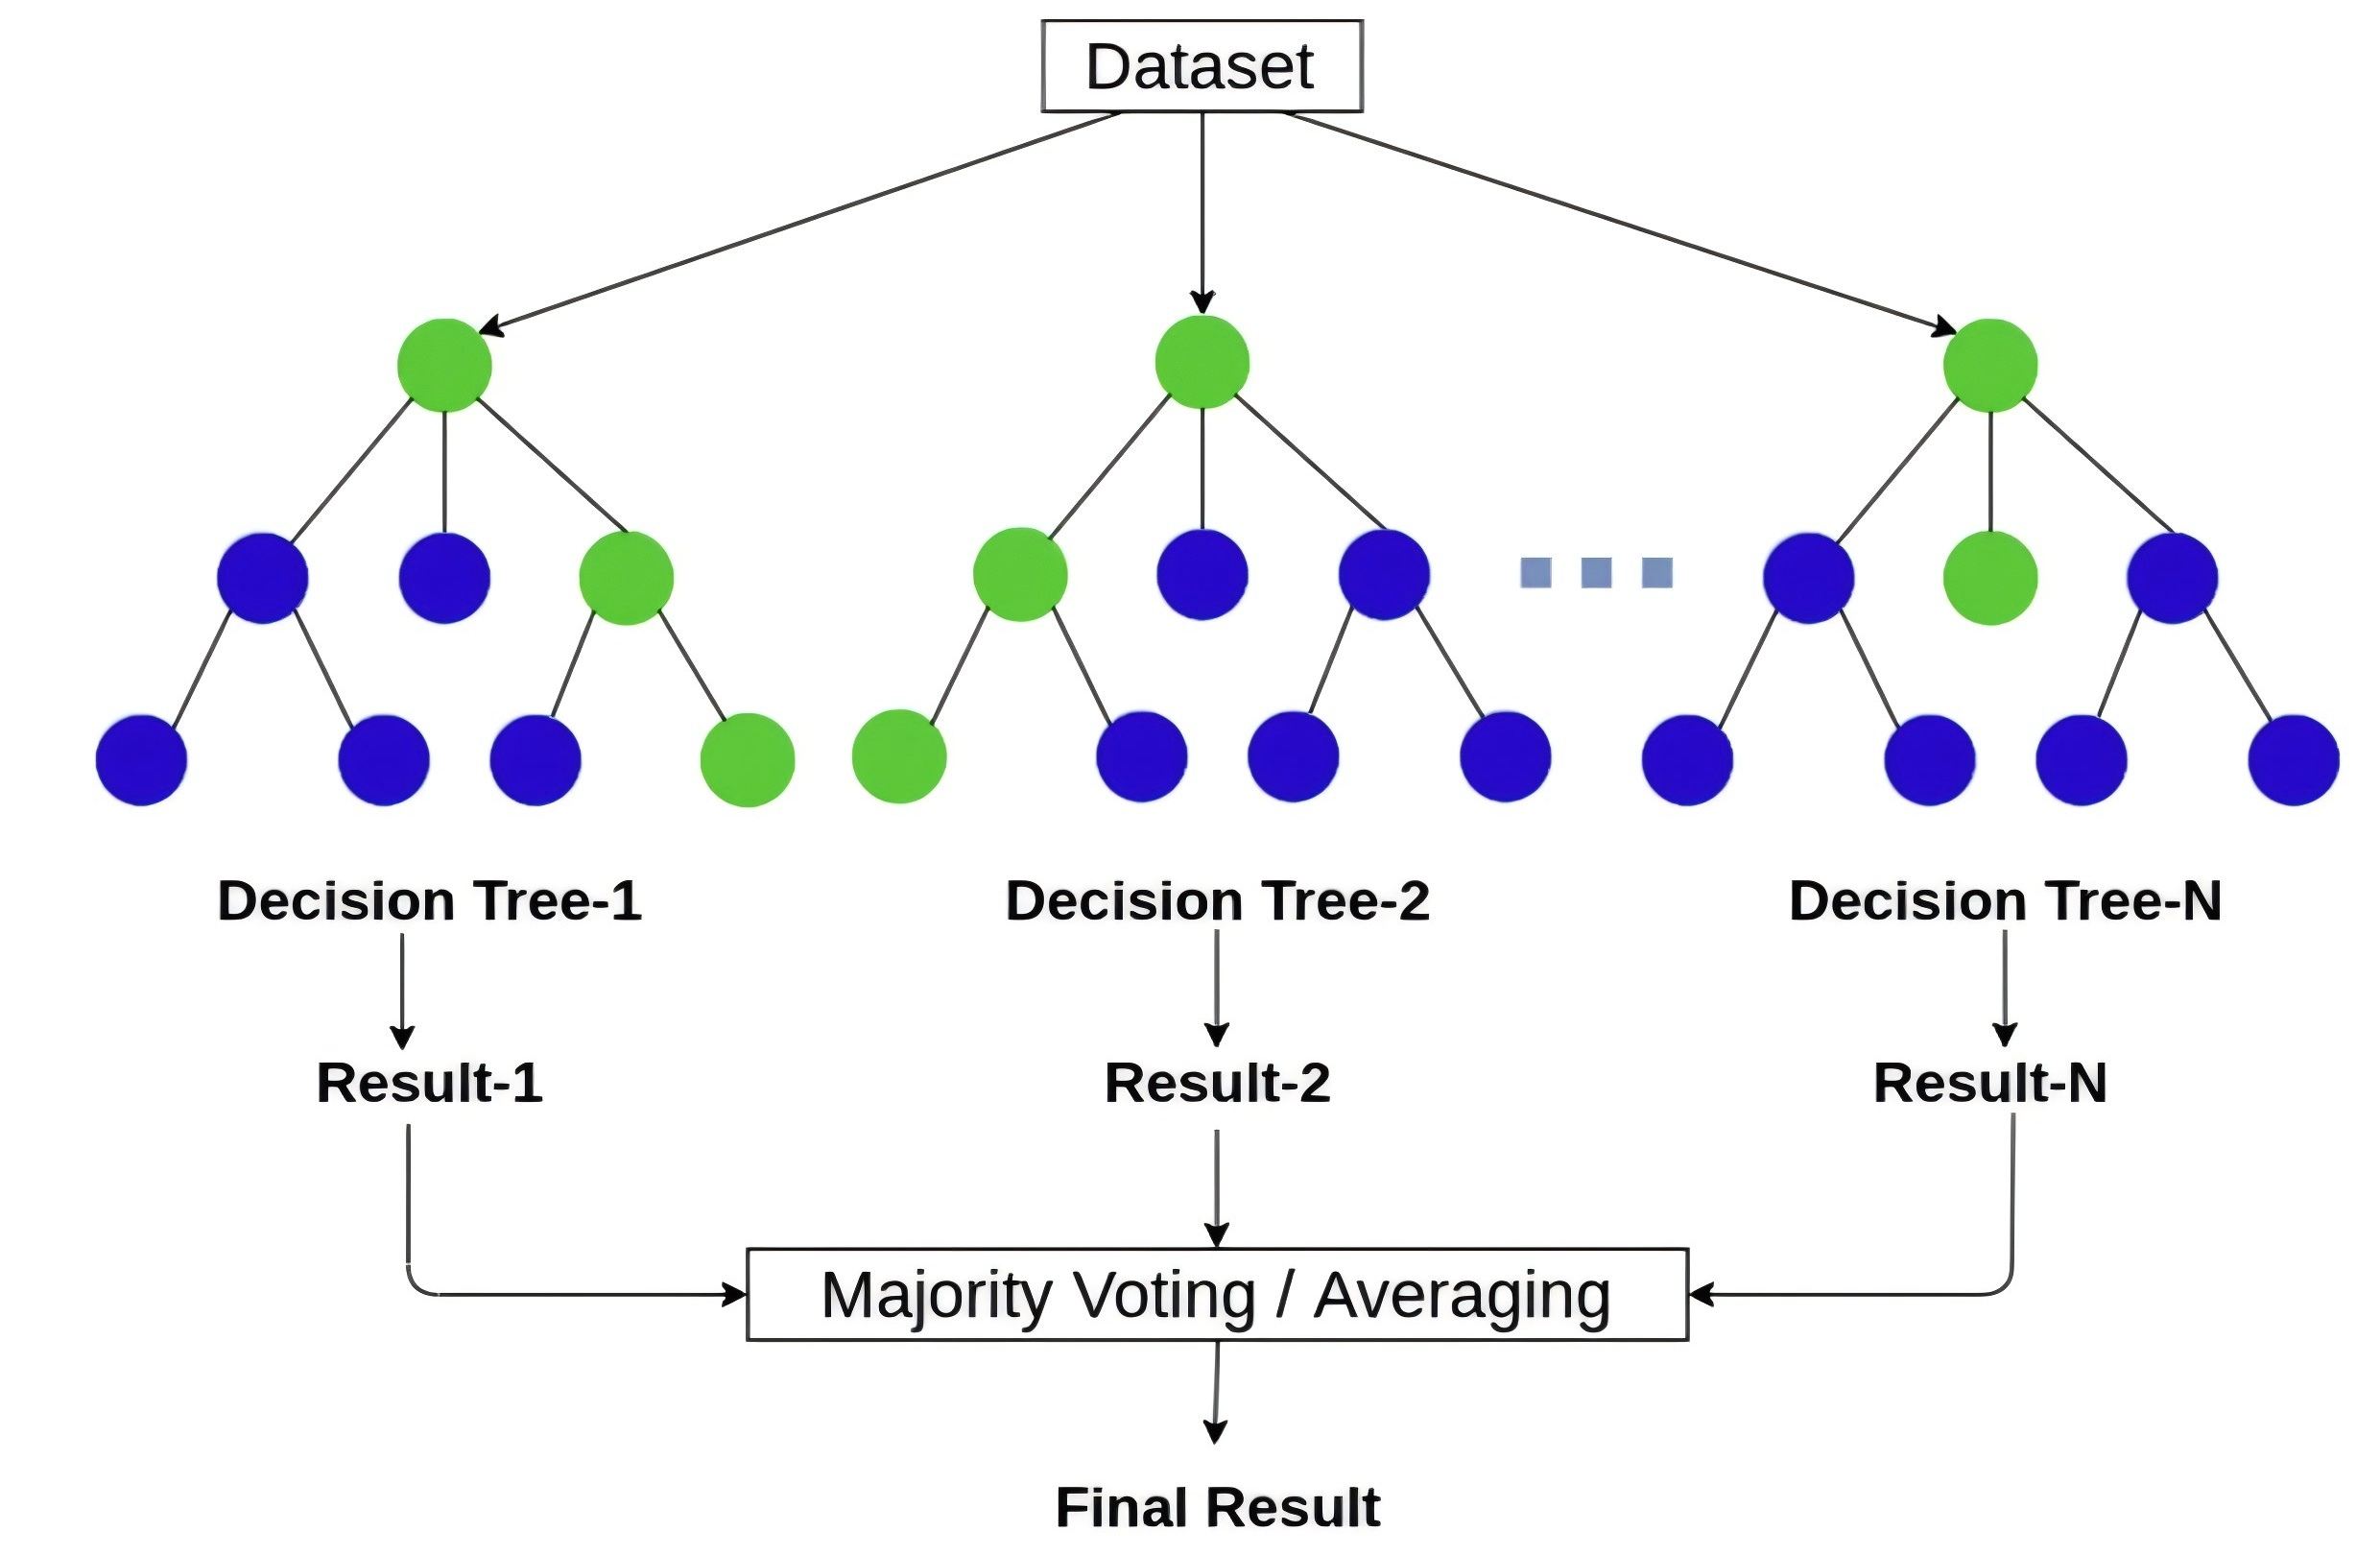 Dataset
Decision Tree-1
Decision Tree-2
Decision Tree-N
Result-1
Result-2
Result-N
Majority Voting / Averaging
Final Result